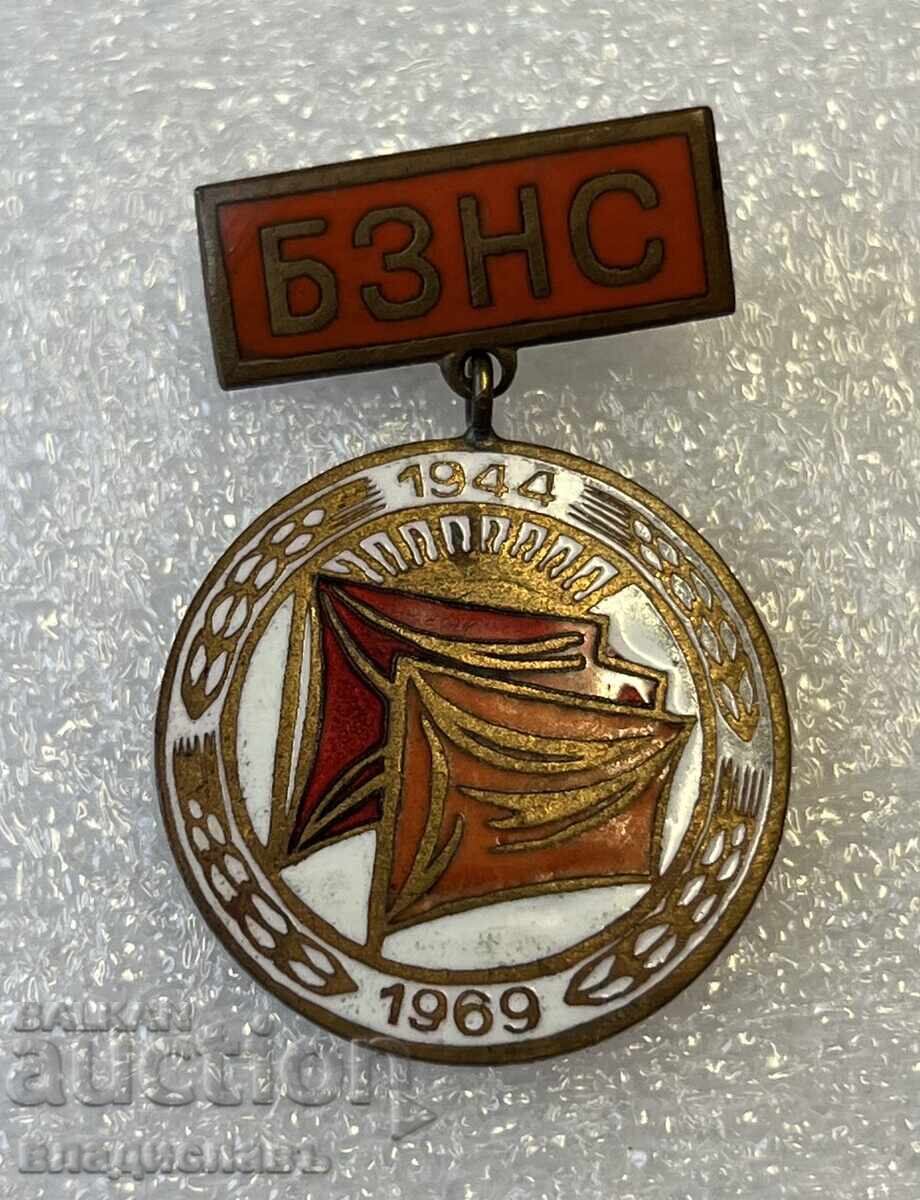 БЗНС
1944
1969
BALKAN
auction
Владиславъ